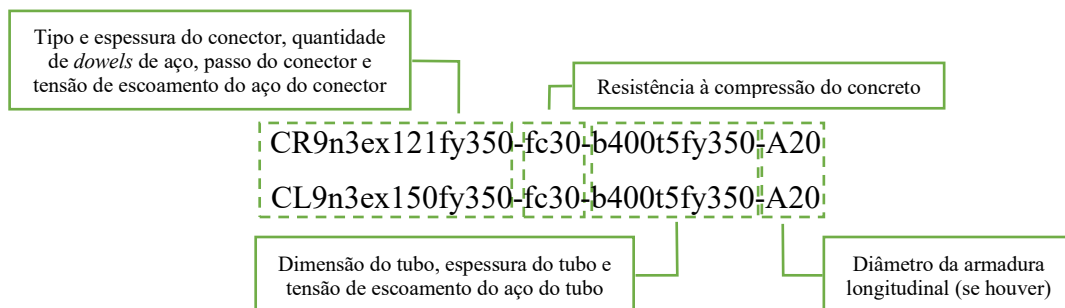 Tipo e espessura do conector, quantidade
de dowels de aço, passo do conector e
tensão de escoamento do aço do conector
Resistência à compressão do concreto
CR9n3ex121fy350-fc30-b400t5fy350-A20
CL9n3ex150fy350-fc30-b400t5fy350-A20
Dimensão do tubo, espessura do tubo e
tensão de escoamento do aço do tubo
Diâmetro da armadura
longitudinal (se houver)